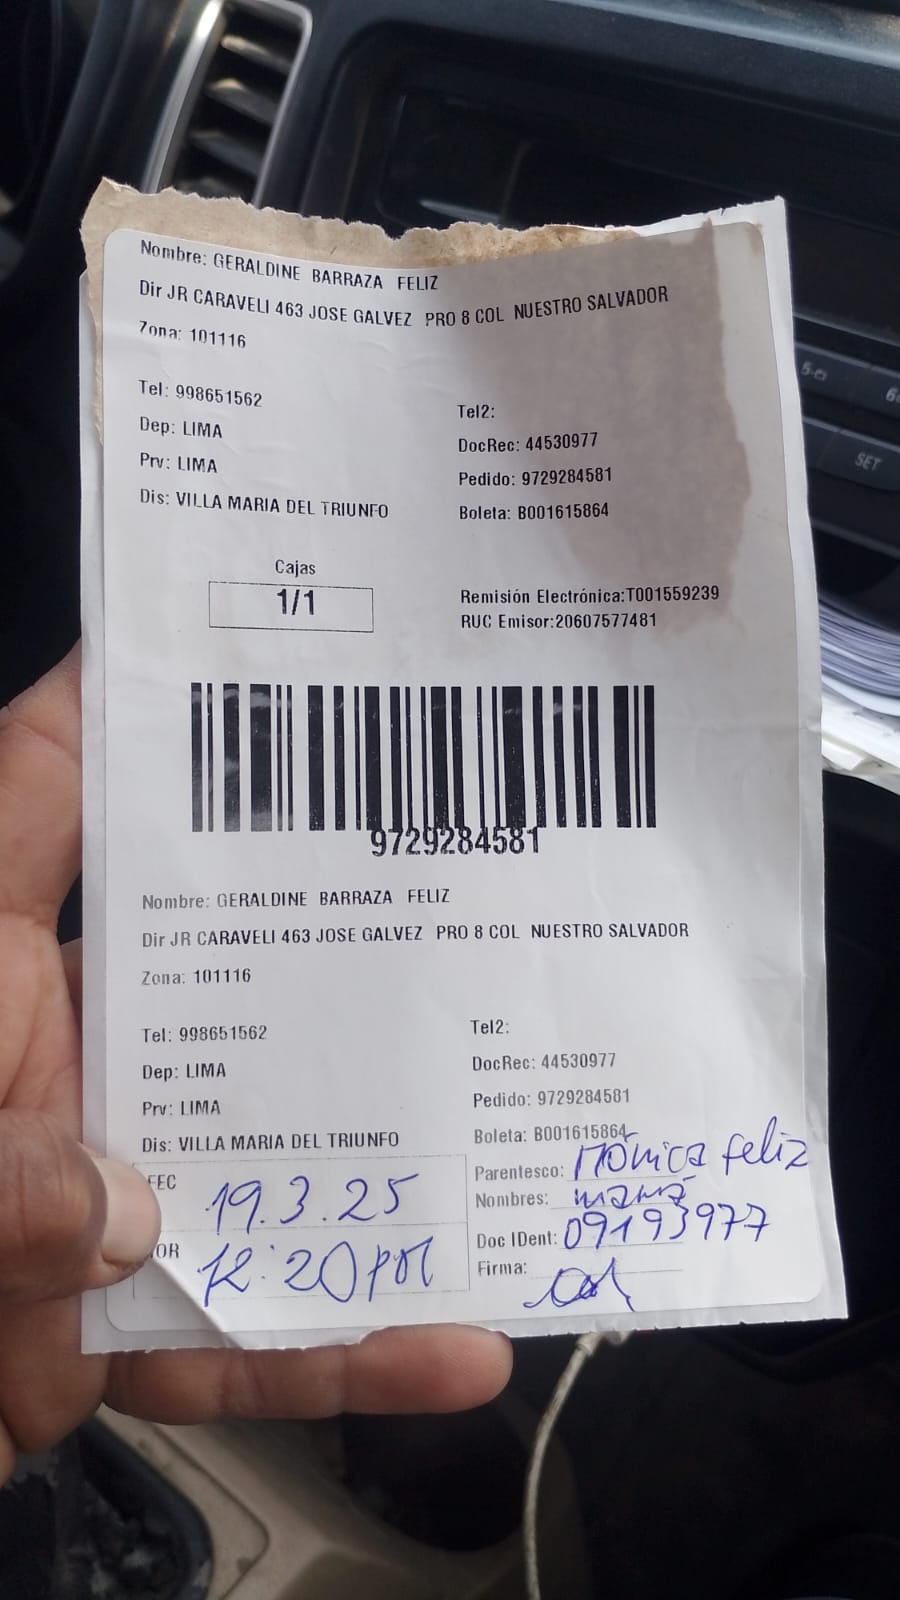 Nombre: GERALDINE BARRAZA FELIZ
Dir JR CARAVELI 463 JOSE GALVEZ PRO 8 COL NUESTRO SALVADOR
Zona: 101116
Tel: 998651562
Tel2:
Dep: LIMA
DocRec: 44530977
Prv: LIMA
Pedido: 9729284581
Dis: VILLA MARIA DEL TRIUNFO
Boleta: B001615864
Cajas
1/1
Remisión Electrónica:T001559239
RUC Emisor:20607577481
9729284581
Nombre: GERALDINE BARRAZA FELIZ
Dir JR CARAVELI 463 JOSE GALVEZ PRO 8 COL NUESTRO SALVADOR
Zona: 101116
Tel: 998651562
Tel2:
Dep: LIMA
DocRec: 44530977
Prv: LIMA
Pedido: 9729284581
Dis: VILLA MARIA DEL TRIUNFO
Boleta: B001615864
FEC 19.3.25
OR 12:20 pm
Parentesco: Mónica feliz
Nombres: mamá
Doc IDent: 09193977
Firma:
SET